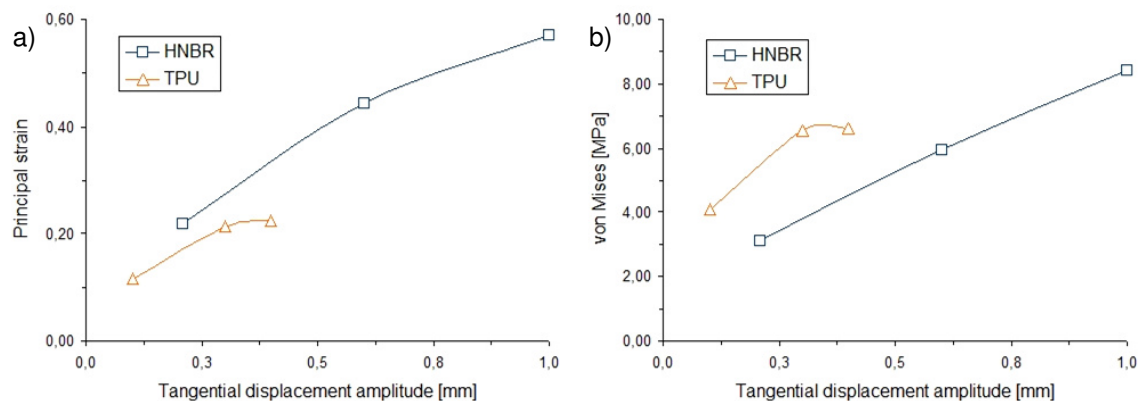 a)
0,60
0,40
0,20
0,00
Principal strain
HNBR
TPU
0,0 0,3 0,5 0,8 1,0
Tangential displacement amplitude [mm]
b)
10,00
8,00
6,00
4,00
2,00
0,00
von Mises [MPa]
HNBR
TPU
0,0 0,3 0,5 0,8 1,0
Tangential displacement amplitude [mm]